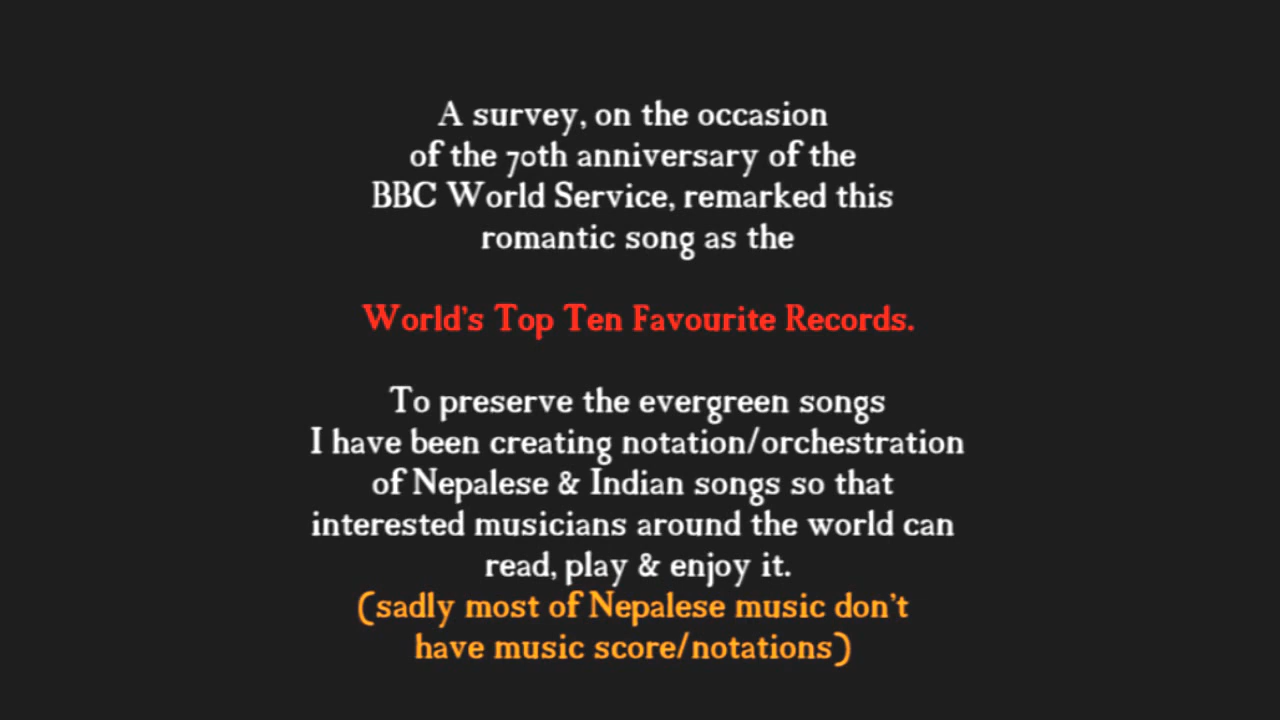 A survey, on the occasion
of the 70th anniversary of the
BBC World Service, remarked this
romantic song as the
World's Top Ten Favourite Records.
To preserve the evergreen songs
I have been creating notation/orchestration
of Nepalese & Indian songs so that
interested musicians around the world can
read, play & enjoy it.
(sadly most of Nepalese music don't
have music score/notations)